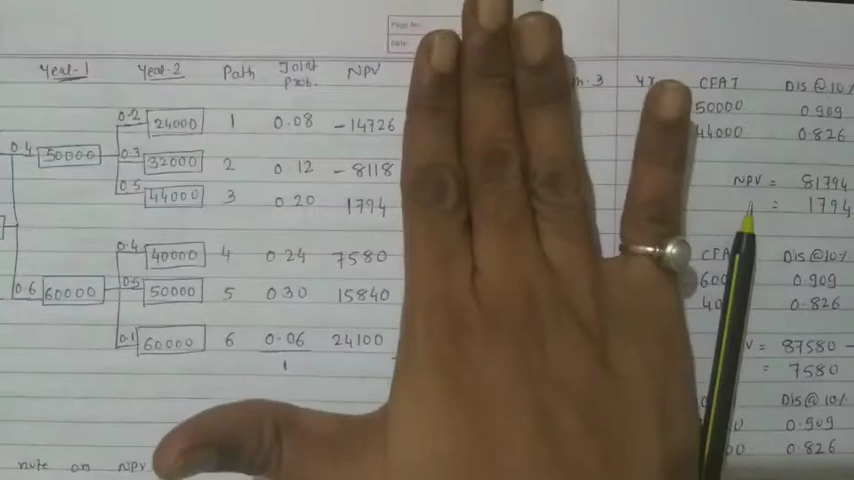 Page No.
Date
Year-1 Year-2 Path Joint Prob. NPV
0.4 50000
0.2 24000 1 0.08 -14726
0.3 32000 2 0.12 -8118
0.5 44000 3 0.20 1794
0.6 60000
0.4 40000 4 0.24 7580
0.5 50000 5 0.30 15840
0.1 60000 6 0.06 24100
1
note on NPV
CFAT DIS @ 10%
50000 0.909
44000 0.826
NPV = 81794
= 1794
DIS @ 10%
0.909
0.826
= 87580 -
= 7580
DIS @ 10%
0.909
0.826